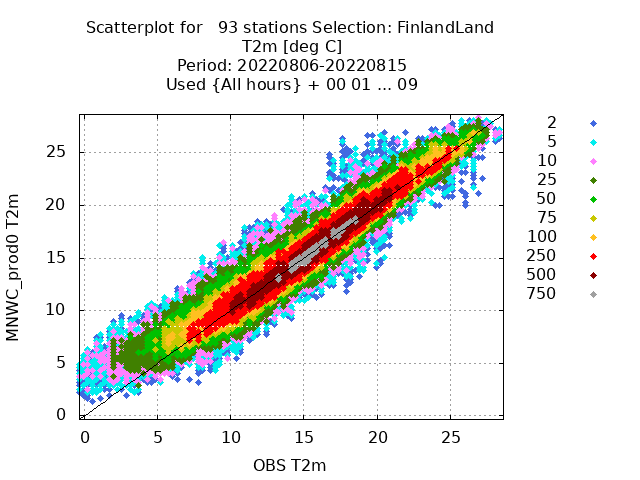 Scatterplot for   93 stations Selection: FinlandLand
T2m [deg C]
Period: 20220806-20220815
Used {All hours} + 00 01 ... 09
MNWC_prod0 T2m
25
20
15
10
5
0
0 5 10 15 20 25
OBS T2m
2
5
10
25
50
75
100
250
500
750